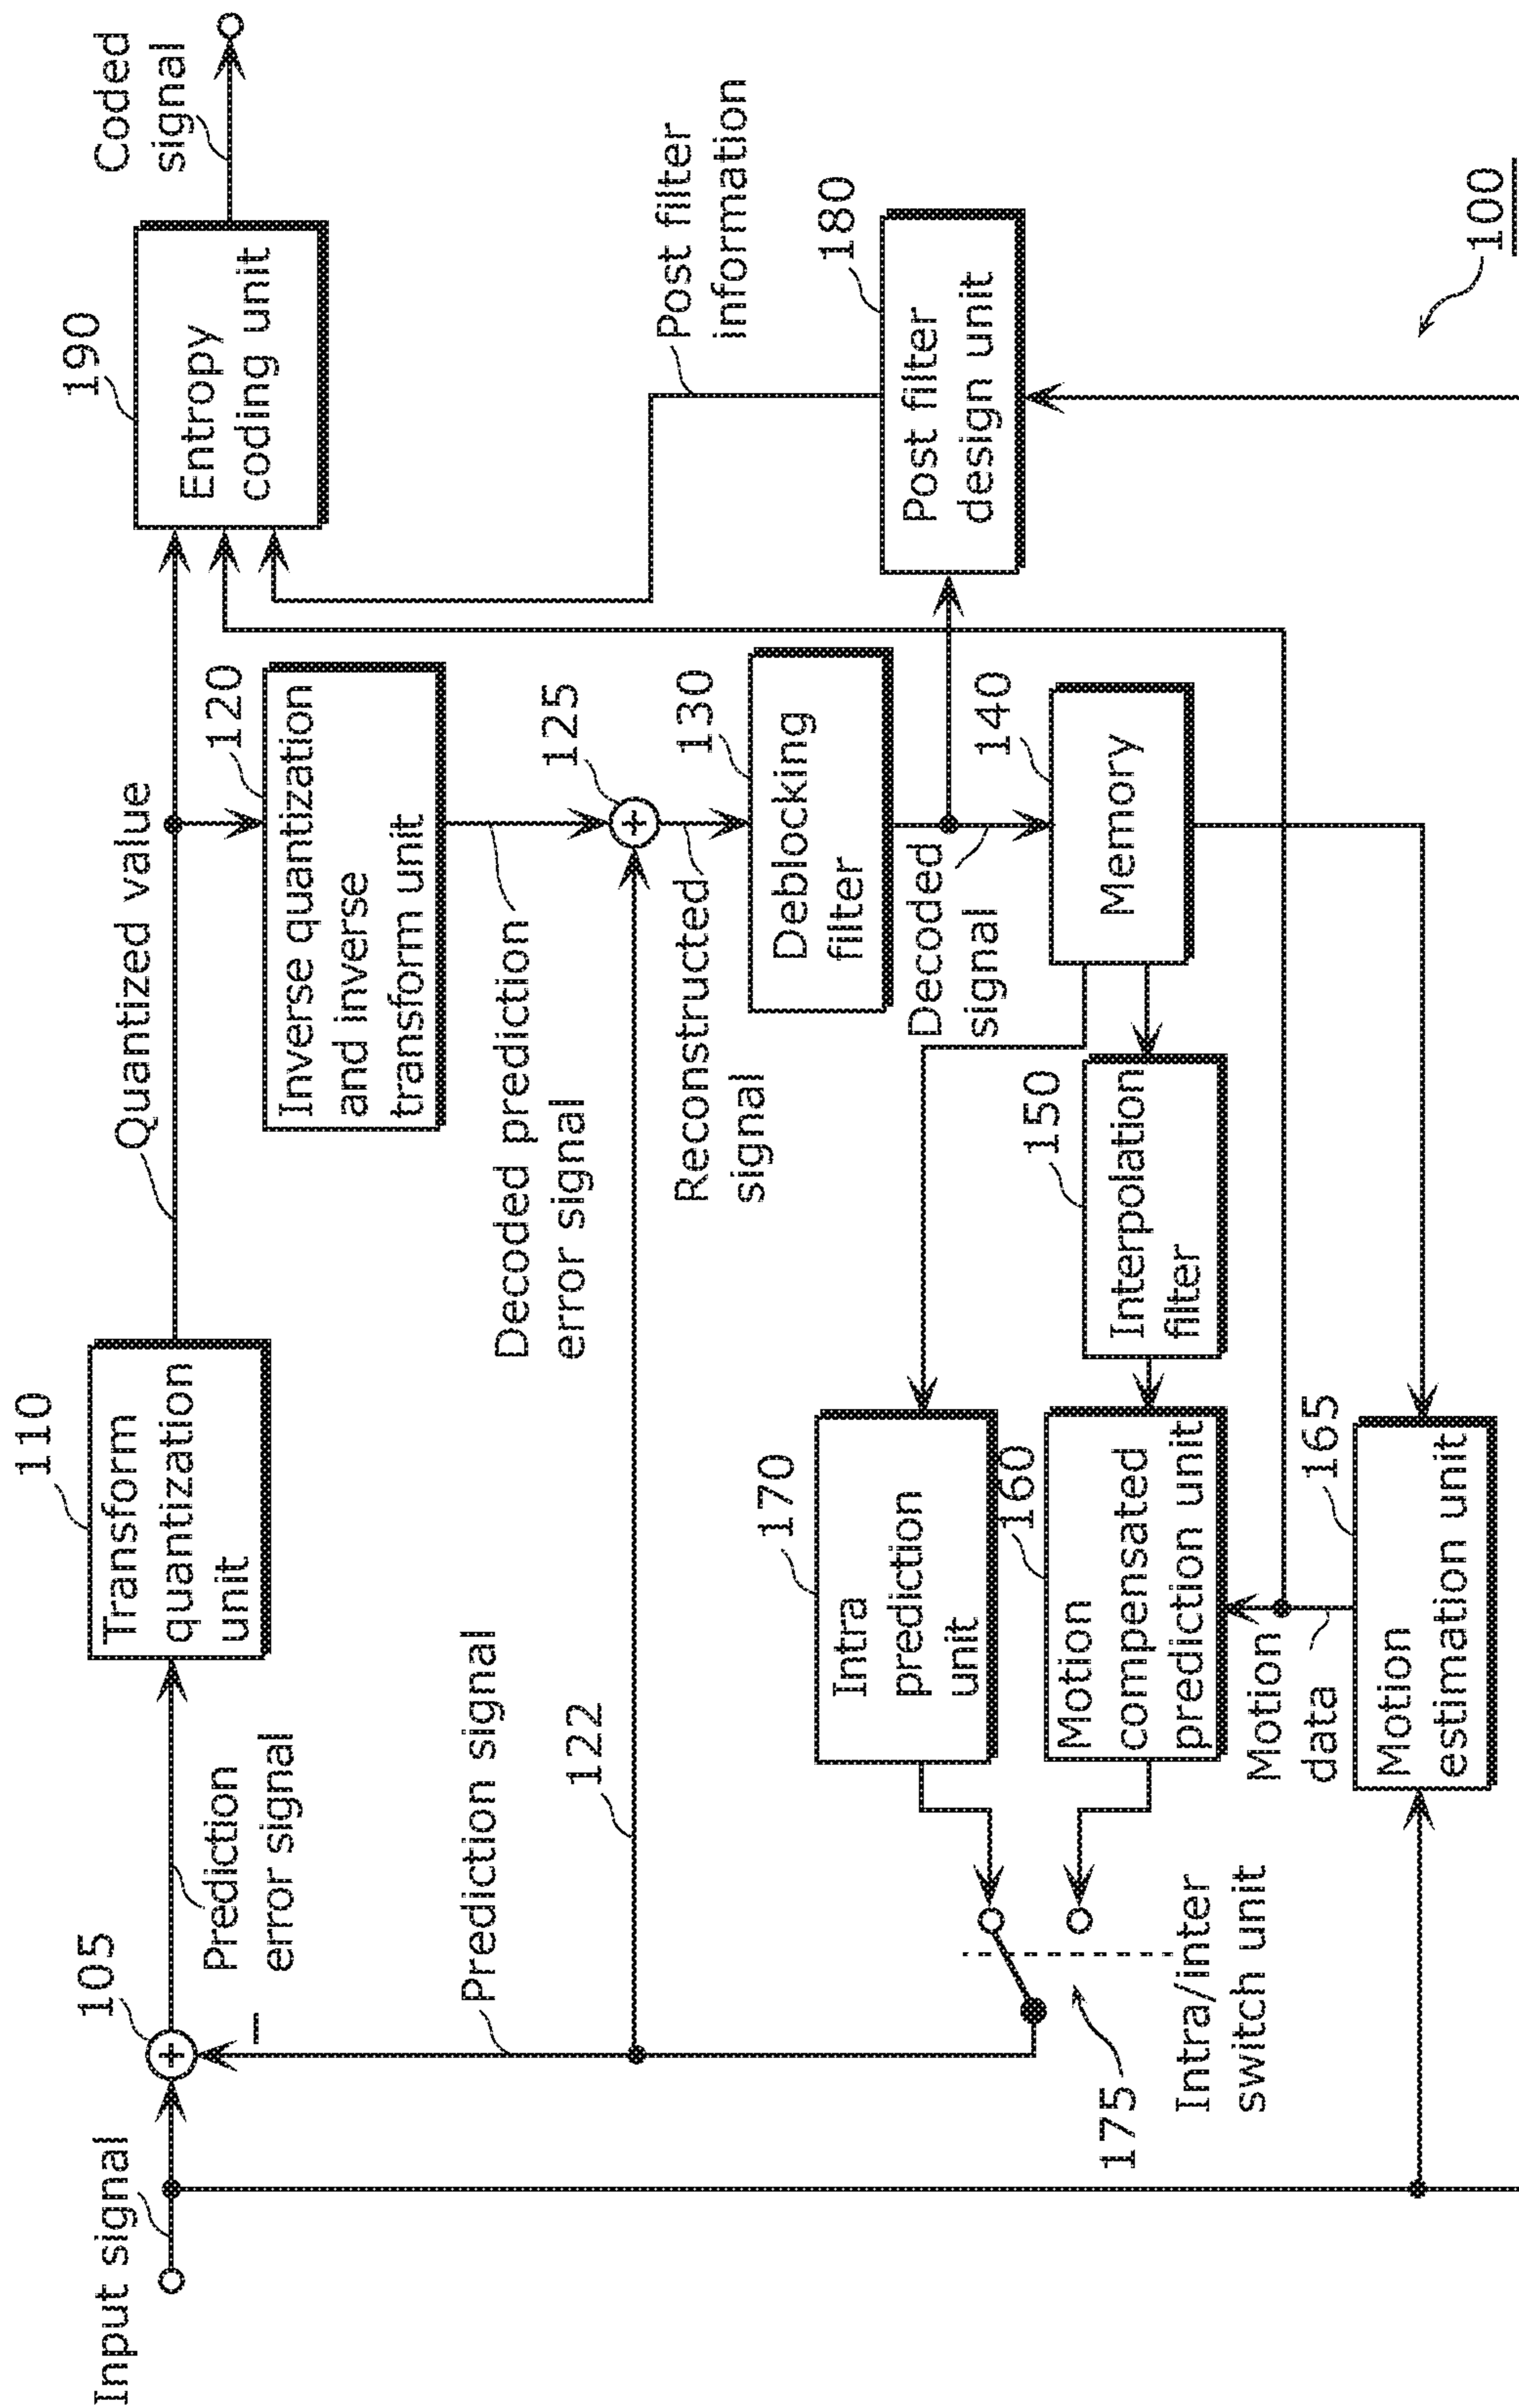 Input signal
105
Prediction
error signal
110
Transform
quantization
unit
Quantized value
190
Entropy
coding unit
Coded
signal
120
Inverse quantization
and inverse
transform unit
Prediction signal
122
Decoded prediction
error signal
125
Reconstructed
signal
130
Deblocking
filter
Post filter
information
Decoded
signal
180
Post filter
design unit
140
Memory
170
Intra
prediction
unit
150
Interpolation
filter
160
Motion
compensated
prediction unit
175
Intra/inter
switch unit
Motion
data
165
Motion
estimation unit
100